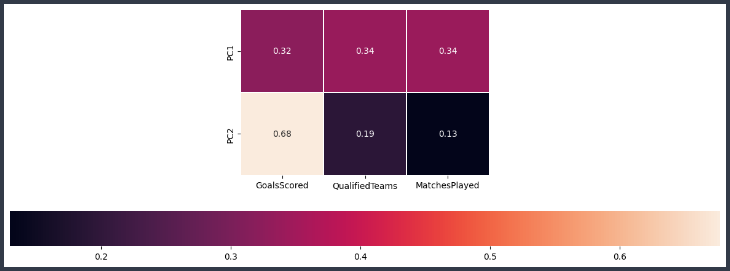 PC1
0.32 0.34 0.34
PC2
0.68 0.19 0.13
GoalsScored QualifiedTeams MatchesPlayed
0.2 0.3 0.4 0.5 0.6